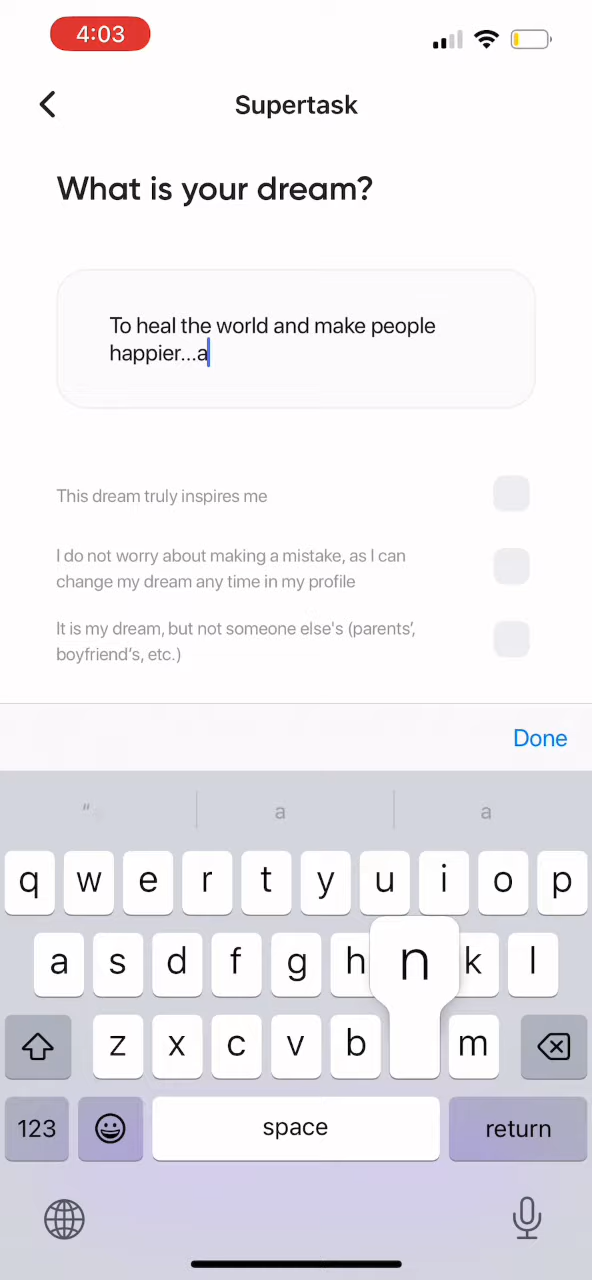 4:03
Supertask
What is your dream?
To heal the world and make people
happier...a
This dream truly inspires me
I do not worry about making a mistake, as I can
change my dream any time in my profile
It is my dream, but not someone else's (parents',
boyfriend's, etc.)
Done
" a a
q w e r t y u i o p
a s d f g h n k l
z x c v b m
123 space return